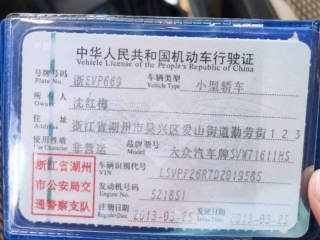 中华人民共和国机动车行驶证
Vehicle License of the People's Republic of China
号牌号码 浙EVP669 车辆类型 小型轿车
Plate No. Vehicle Type
所有人 沈红梅
Owner
住址 浙江省湖州市吴兴区爱山街道勤劳街123
Address
使用性质 非营运 品牌型号 大众汽车牌SVW71611HS
Use Character Model
浙江省湖州
市公安局交
通警察支队
车辆识别代号 LSVPF26R7D2019585
VIN
发动机号码 521851
Engine No.
注册日期 2013-03-25 发证日期 2013-03-25
Register Date Issue Date